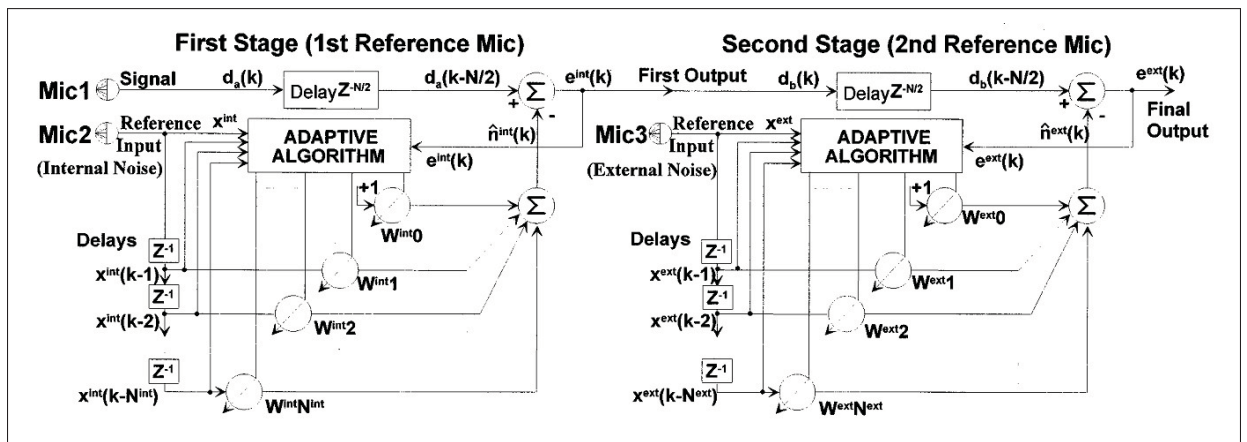 First Stage (1st Reference Mic)
Mic1 Signal d_a(k) Delay Z^-N/2 d_a(k-N/2) + Σ e^int(k)
-
Mic2 Reference Input x^int
(Internal Noise)
ADAPTIVE ALGORITHM
n̂^int(k)
e^int(k)
+1
W^int0
Σ
Delays
Z^-1
x^int(k-1)
W^int1
Z^-1
x^int(k-2)
W^int2
Z^-1
x^int(k-N^int)
W^intN^int
Second Stage (2nd Reference Mic)
First Output d_b(k) Delay Z^-N/2 d_b(k-N/2) + Σ e^ext(k)
-
Final Output
Mic3 Reference Input x^ext
(External Noise)
ADAPTIVE ALGORITHM
n̂^ext(k)
e^ext(k)
+1
W^ext0
Σ
Z^-1
x^ext(k-1)
W^ext1
Z^-1
x^ext(k-2)
W^ext2
Z^-1
x^ext(k-N^ext)
W^extN^ext